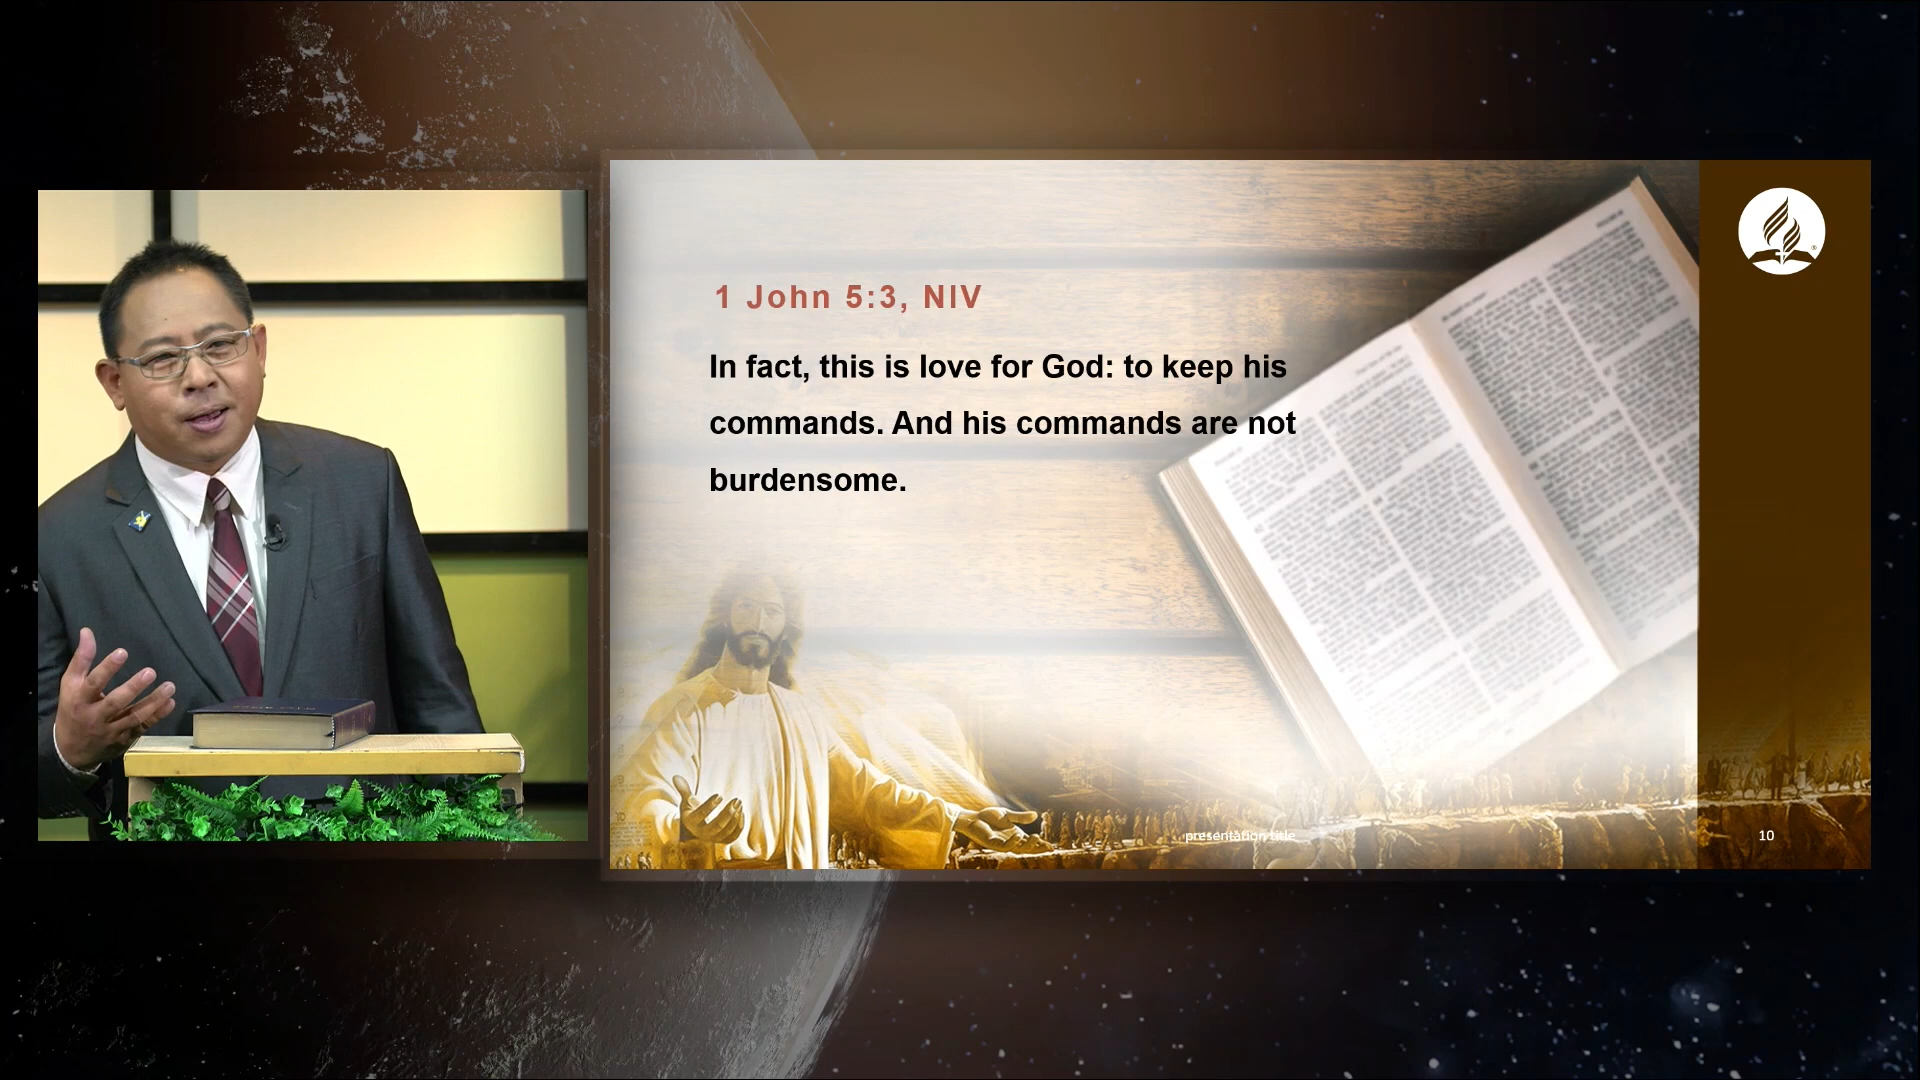 1 John 5:3, NIV
In fact, this is love for God: to keep his
commands. And his commands are not
burdensome.
presentation title
10